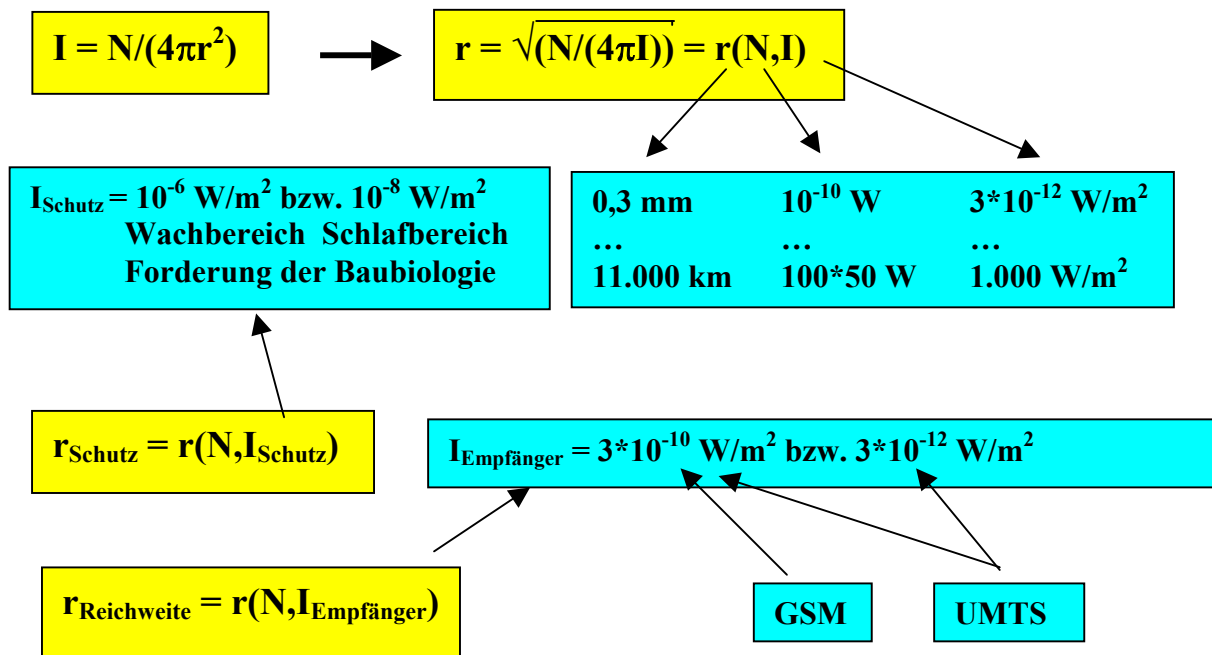 I = N/(4πr²)
r = √(N/(4πI)) = r(N,I)
I_Schutz = 10⁻⁶ W/m² bzw. 10⁻⁸ W/m²
Wachbereich Schlafbereich
Forderung der Baubiologie
0,3 mm 10⁻¹⁰ W 3*10⁻¹² W/m²
… … …
11.000 km 100*50 W 1.000 W/m²
r_Schutz = r(N,I_Schutz)
I_Empfänger = 3*10⁻¹⁰ W/m² bzw. 3*10⁻¹² W/m²
r_Reichweite = r(N,I_Empfänger)
GSM
UMTS